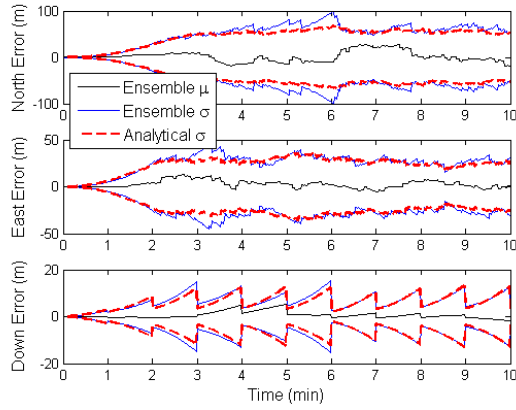 North Error (m)
100
0
-100
0 1 2 3 4 5 6 7 8 9 10
Ensemble μ
Ensemble σ
Analytical σ
East Error (m)
50
0
-50
0 1 2 3 4 5 6 7 8 9 10
Down Error (m)
20
0
-20
0 1 2 3 4 5 6 7 8 9 10
Time (min)